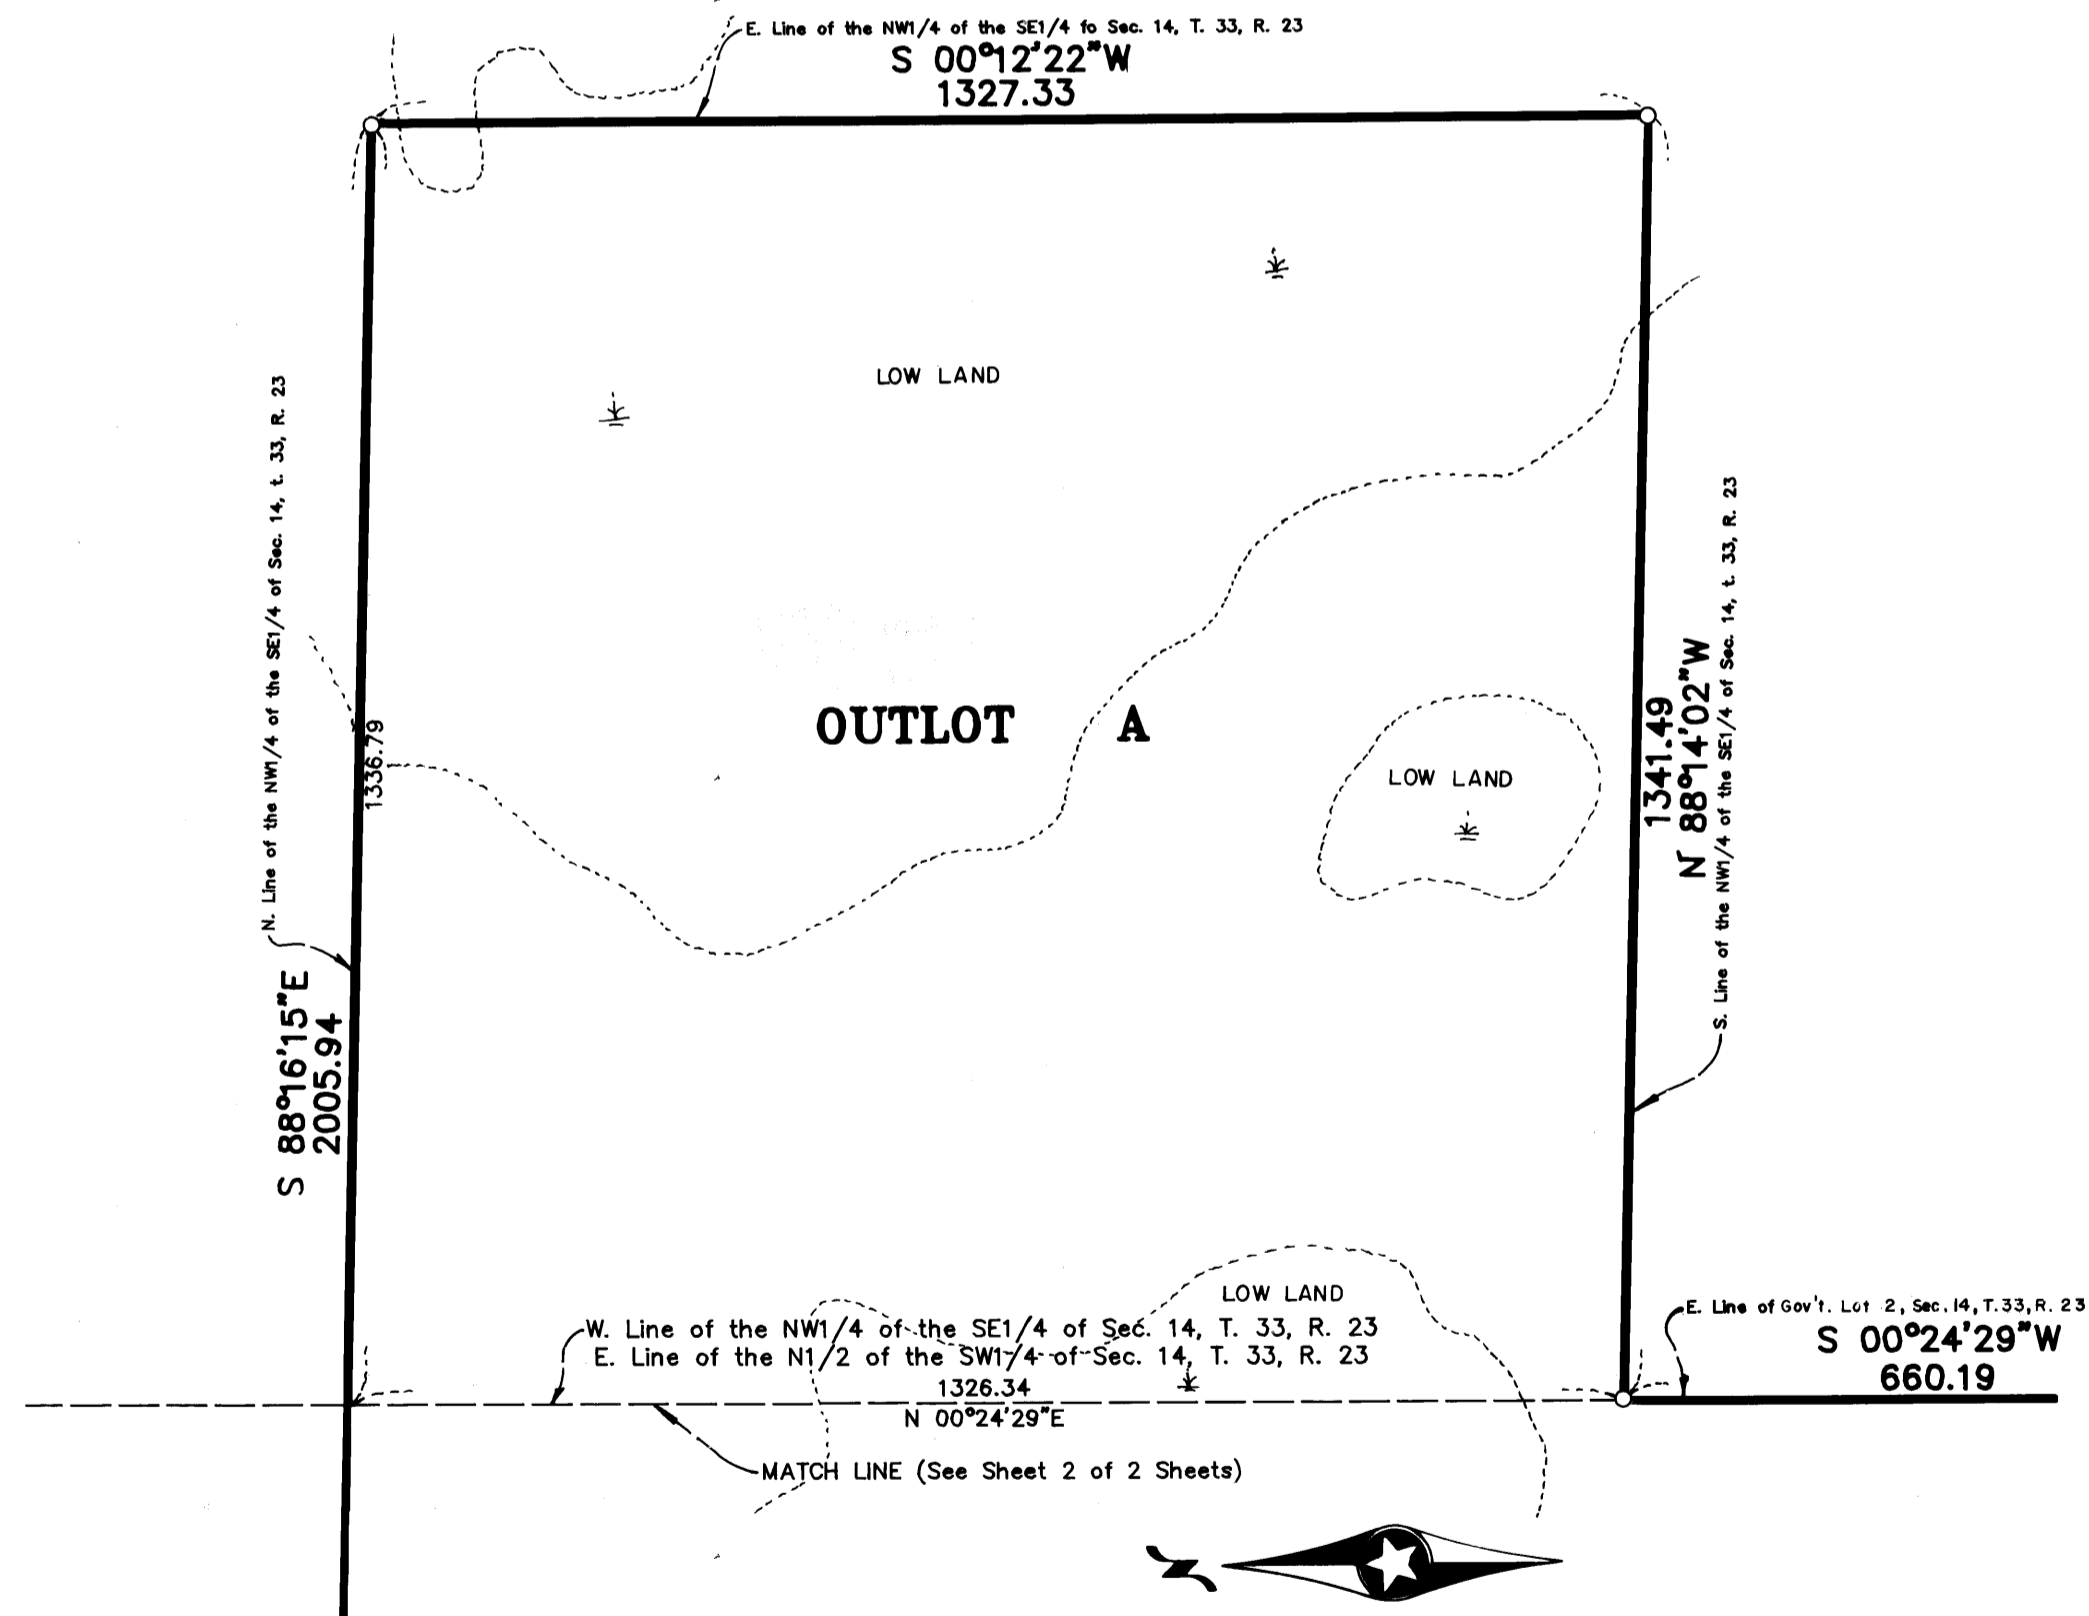 E. Line of the NW1/4 of the SE1/4 fo Sec. 14, T. 33, R. 23
S 00°12'22"W
1327.33
LOW LAND
N. Line of the NW1/4 of the SE1/4 of Sec. 14, t. 33, R. 23
1336.79
S 88°16'15"E
2005.94
OUTLOT A
LOW LAND
1341.49
N 88°14'02"W
S. Line of the NW1/4 of the SE1/4 of Sec. 14, t. 33, R. 23
LOW LAND
W. Line of the NW1/4 of the SE1/4 of Sec. 14, T. 33, R. 23
E. Line of the N1/2 of the SW1/4 of Sec. 14, T. 33, R. 23
1326.34
N 00°24'29"E
E. Line of Gov't. Lot 2, Sec. 14, T. 33, R. 23
S 00°24'29"W
660.19
MATCH LINE (See Sheet 2 of 2 Sheets)
N